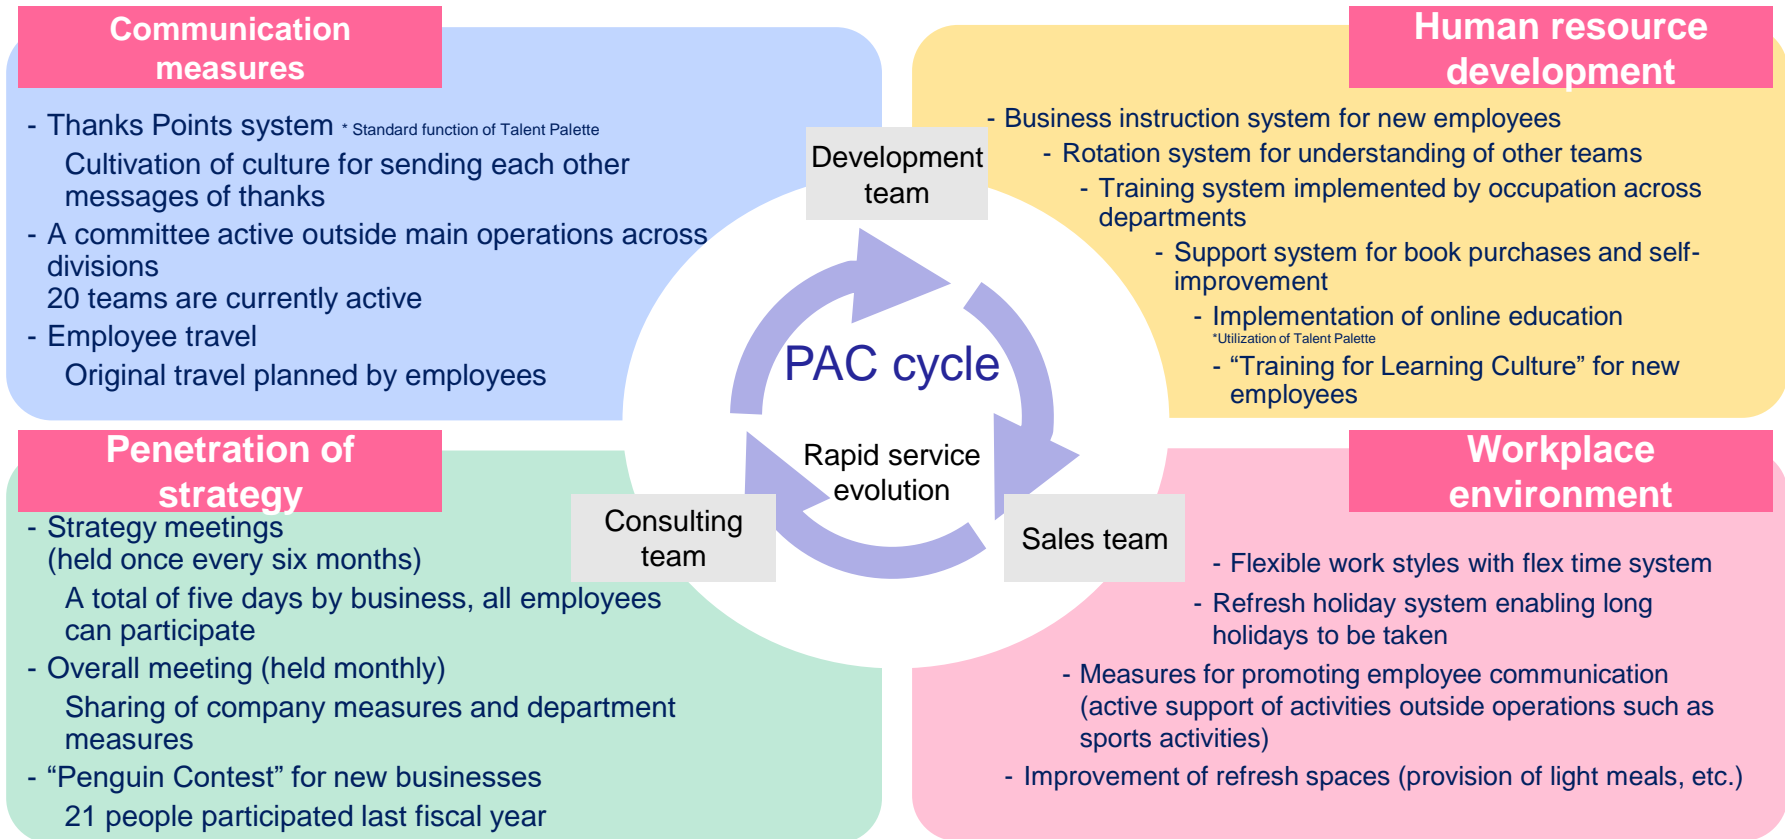 Communication
measures
- Thanks Points system * Standard function of Talent Palette
Cultivation of culture for sending each other
messages of thanks
- A committee active outside main operations across
divisions
20 teams are currently active
- Employee travel
Original travel planned by employees
Human resource
development
- Business instruction system for new employees
- Rotation system for understanding of other teams
- Training system implemented by occupation across
departments
- Support system for book purchases and self-
improvement
- Implementation of online education
*Utilization of Talent Palette
- “Training for Learning Culture” for new
employees
Development
team
PAC cycle
Rapid service
evolution
Consulting
team
Sales team
Penetration of
strategy
- Strategy meetings
(held once every six months)
A total of five days by business, all employees
can participate
- Overall meeting (held monthly)
Sharing of company measures and department
measures
- “Penguin Contest” for new businesses
21 people participated last fiscal year
Workplace
environment
- Flexible work styles with flex time system
- Refresh holiday system enabling long
holidays to be taken
- Measures for promoting employee communication
(active support of activities outside operations such as
sports activities)
- Improvement of refresh spaces (provision of light meals, etc.)